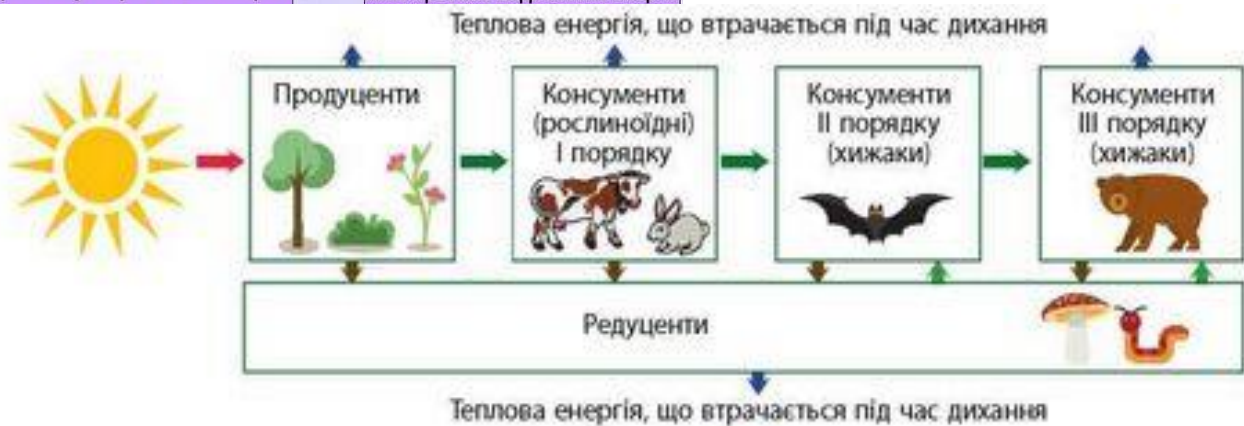 Теплова енергія, що втрачається під час дихання
Продуценти
Консументи
(рослиноїдні)
І порядку
Консументи
ІІ порядку
(хижаки)
Консументи
ІІІ порядку
(хижаки)
Редуценти
Теплова енергія, що втрачається під час дихання